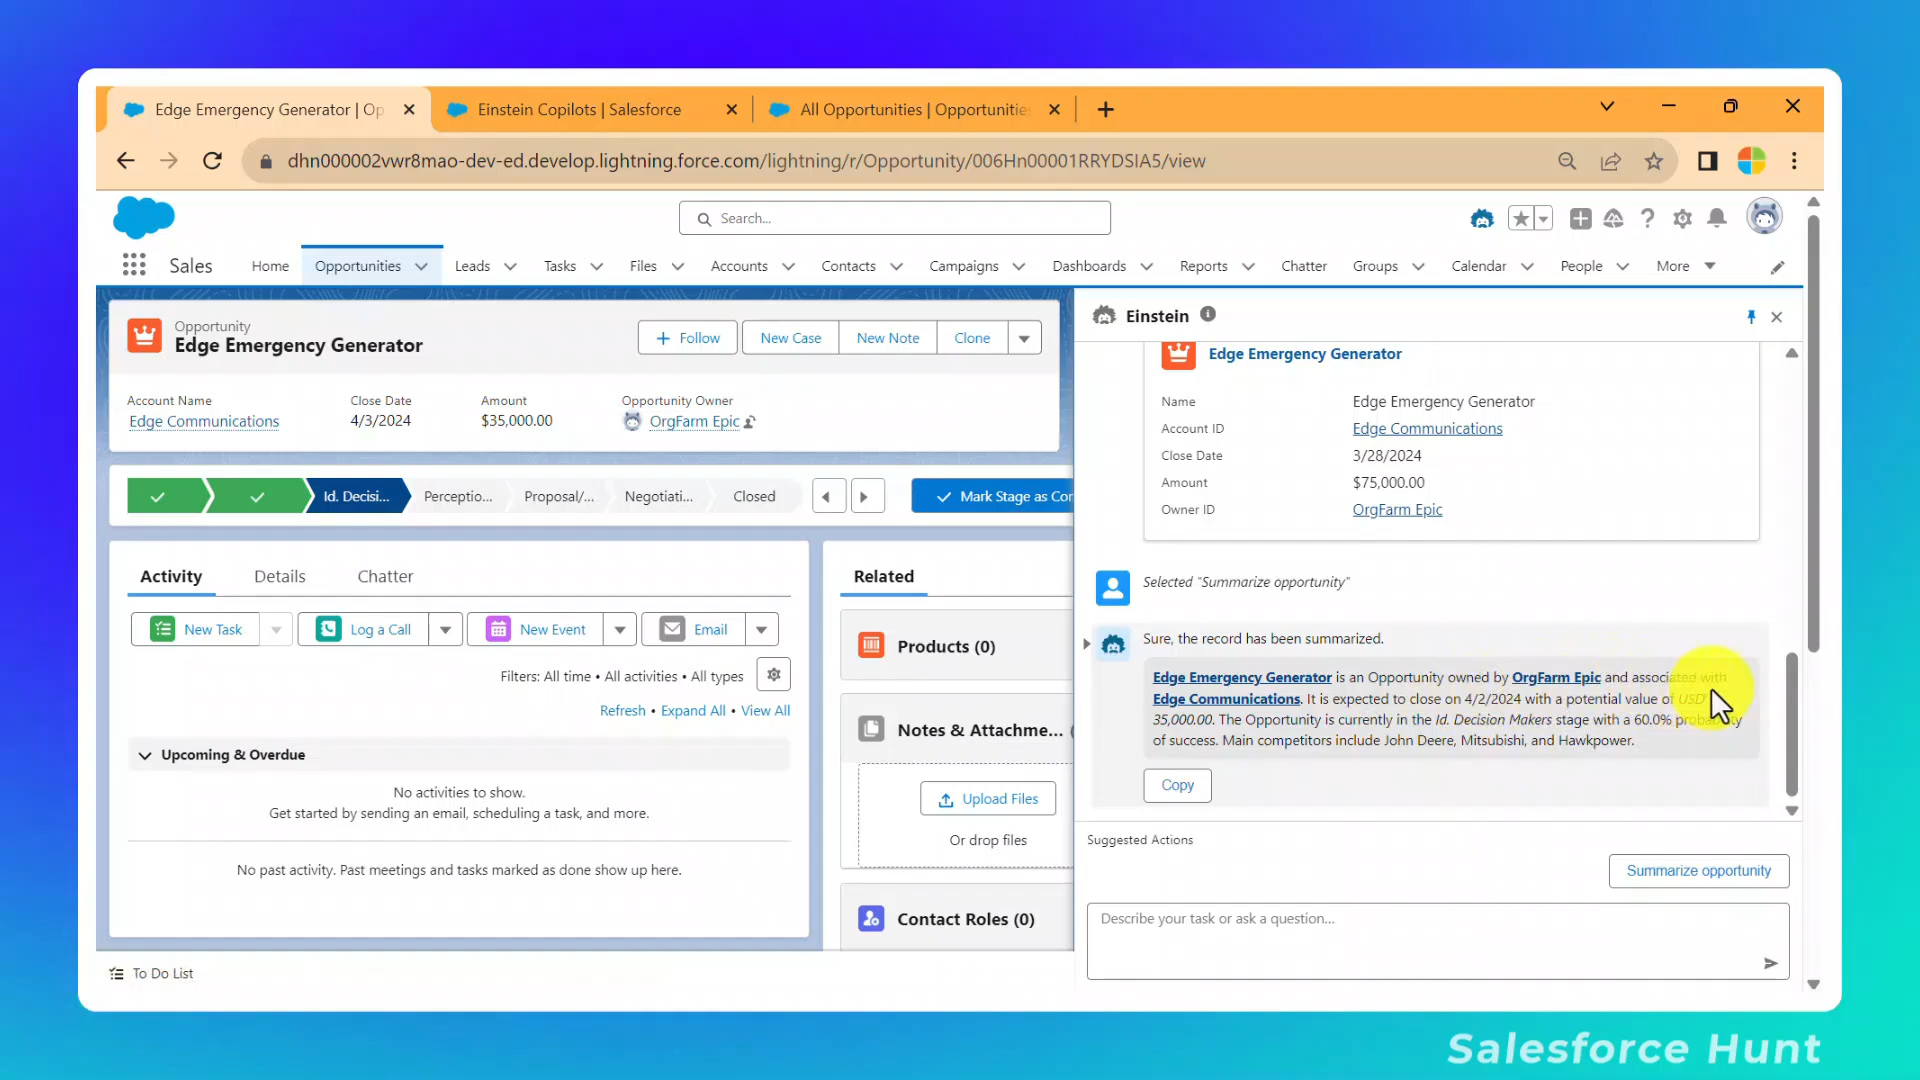 Edge Emergency Generator | Op
Einstein Copilots | Salesforce
All Opportunities | Opportunitie
dhn000002vwr8mao-dev-ed.develop.lightning.force.com/lightning/r/Opportunity/006Hn00001RRYDSIA5/view
Search...
Sales
Home
Opportunities
Leads
Tasks
Files
Accounts
Contacts
Campaigns
Dashboards
Reports
Chatter
Groups
Calendar
People
More
Opportunity
Edge Emergency Generator
Follow
New Case
New Note
Clone
Account Name
Edge Communications
Close Date
4/3/2024
Amount
$35,000.00
Opportunity Owner
OrgFarm Epic
Id. Decisi...
Perceptio...
Proposal/...
Negotiati...
Closed
Mark Stage as Con
Activity
Details
Chatter
New Task
Log a Call
New Event
Email
Filters: All time • All activities • All types
Refresh • Expand All • View All
Upcoming & Overdue
No activities to show.
Get started by sending an email, scheduling a task, and more.
No past activity. Past meetings and tasks marked as done show up here.
Related
Products (0)
Notes & Attachme...
Upload Files
Or drop files
Contact Roles (0)
To Do List
Einstein
Edge Emergency Generator
Name
Edge Emergency Generator
Account ID
Edge Communications
Close Date
3/28/2024
Amount
$75,000.00
Owner ID
OrgFarm Epic
Selected "Summarize opportunity"
Sure, the record has been summarized.
Edge Emergency Generator is an Opportunity owned by OrgFarm Epic and associated with
Edge Communications. It is expected to close on 4/2/2024 with a potential value of USD
35,000.00. The Opportunity is currently in the Id. Decision Makers stage with a 60.0% probability
of success. Main competitors include John Deere, Mitsubishi, and Hawkpower.
Copy
Suggested Actions
Summarize opportunity
Describe your task or ask a question...
Salesforce Hunt